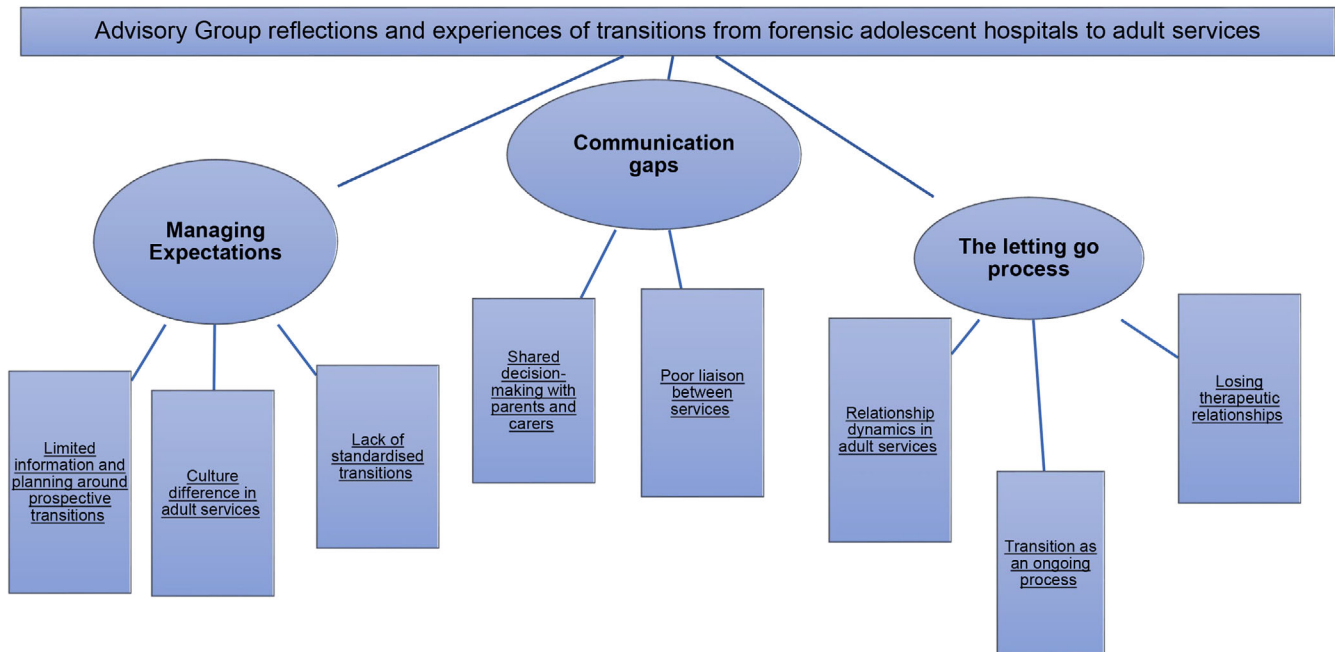 Advisory Group reflections and experiences of transitions from forensic adolescent hospitals to adult services
Communication
gaps
Managing
Expectations
The letting go
process
Limited
information and
planning around
prospective
transitions
Culture
difference in
adult services
Lack of
standardised
transitions
Shared
decision-
making with
parents and
carers
Poor liaison
between
services
Relationship
dynamics in
adult services
Transition as
an ongoing
process
Losing
therapeutic
relationships